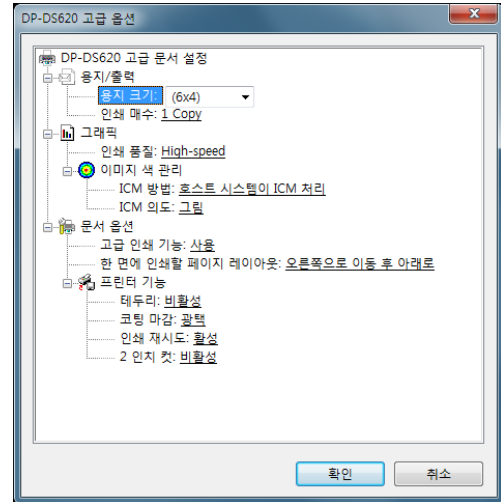 DP-DS620 고급 옵션
DP-DS620 고급 문서 설정
용지/출력
용지 크기: (6x4)
인쇄 매수: 1 Copy
그래픽
인쇄 품질: High-speed
이미지 색 관리
ICM 방법: 호스트 시스템이 ICM 처리
ICM 의도: 그림
문서 옵션
고급 인쇄 기능: 사용
한 면에 인쇄할 페이지 레이아웃: 오른쪽으로 이동 후 아래로
프린터 기능
테두리: 비활성
코팅 마감: 광택
인쇄 재시도: 활성
2 인치 컷: 비활성
확인 취소